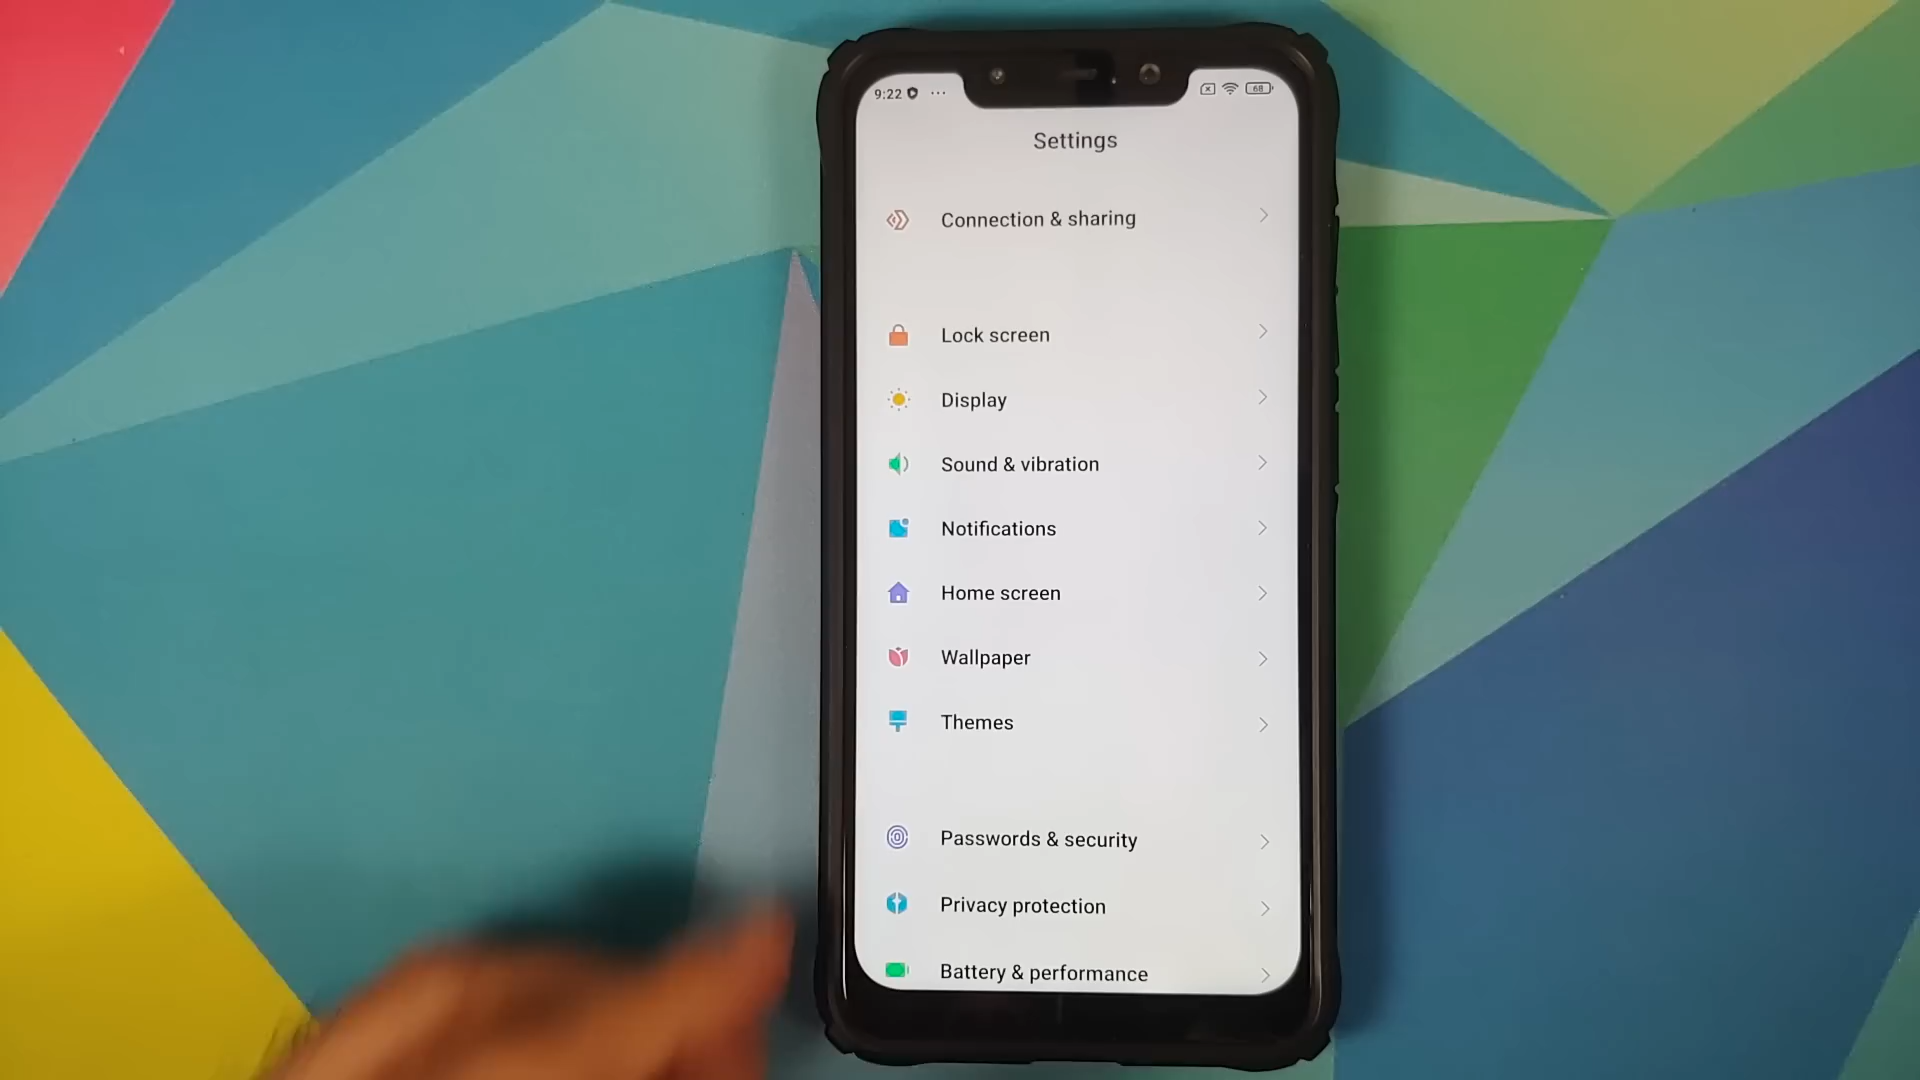 9:22 ... 68
Settings
Connection & sharing
Lock screen
Display
Sound & vibration
Notifications
Home screen
Wallpaper
Themes
Passwords & security
Privacy protection
Battery & performance